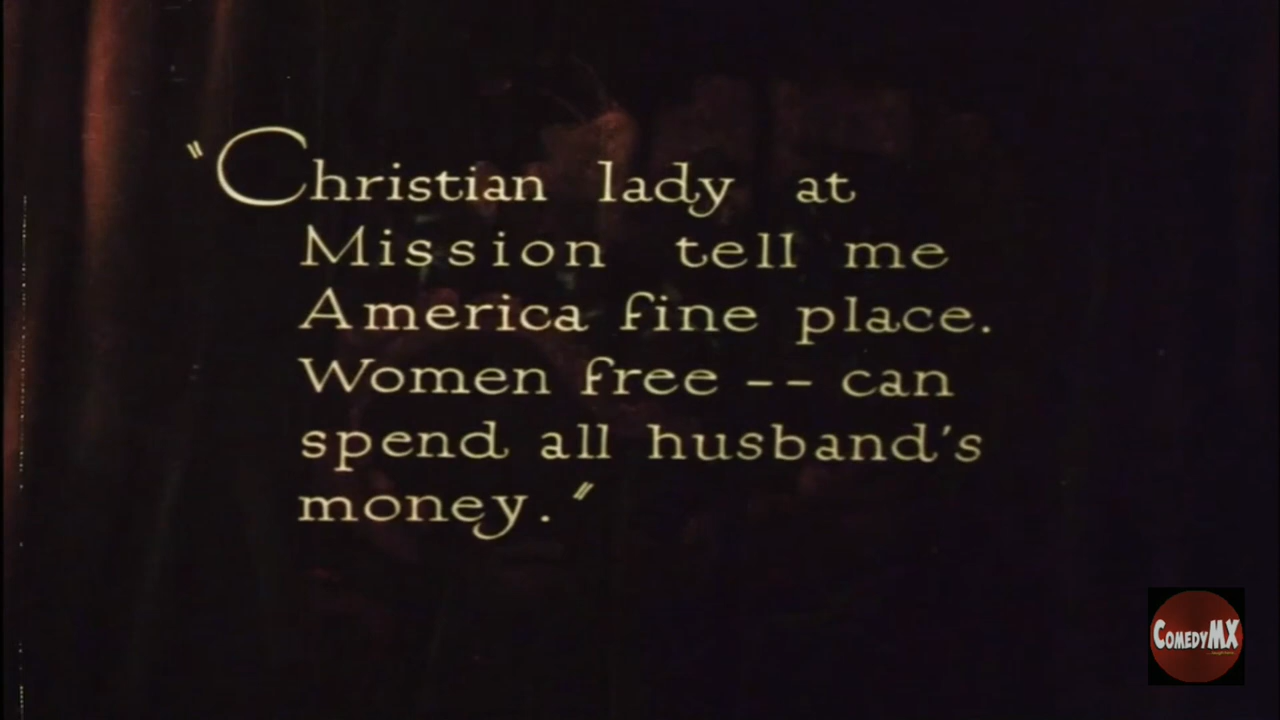 "Christian lady at
Mission tell me
America fine place.
Women free -- can
spend all husband's
money."
COMEDYMX